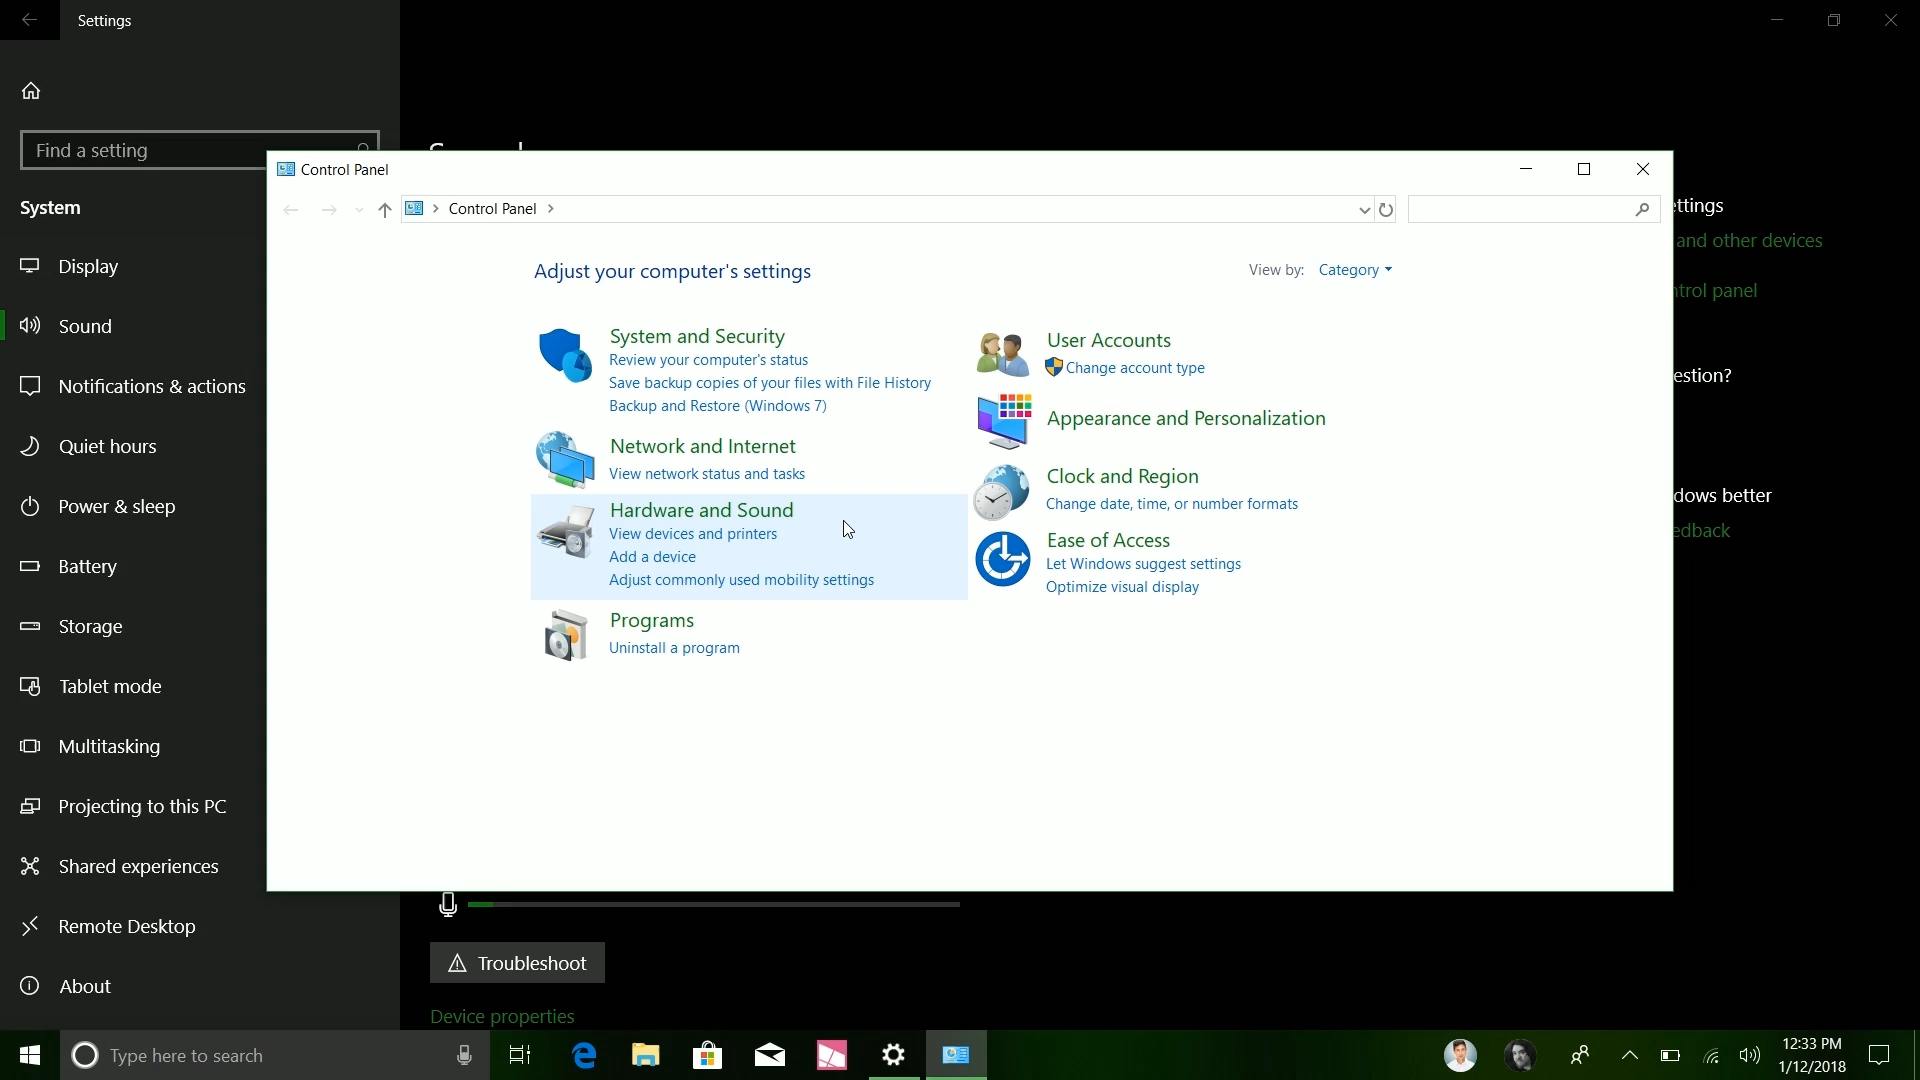 Settings
Find a setting
System
Display
Sound
Notifications & actions
Quiet hours
Power & sleep
Battery
Storage
Tablet mode
Multitasking
Projecting to this PC
Shared experiences
Remote Desktop
About
Control Panel
Control Panel
Adjust your computer's settings
View by: Category
System and Security
Review your computer's status
Save backup copies of your files with File History
Backup and Restore (Windows 7)
Network and Internet
View network status and tasks
Hardware and Sound
View devices and printers
Add a device
Adjust commonly used mobility settings
Programs
Uninstall a program
User Accounts
Change account type
Appearance and Personalization
Clock and Region
Change date, time, or number formats
Ease of Access
Let Windows suggest settings
Optimize visual display
ettings
and other devices
ntrol panel
estion?
dows better
edback
Troubleshoot
Device properties
Type here to search
12:33 PM
1/12/2018